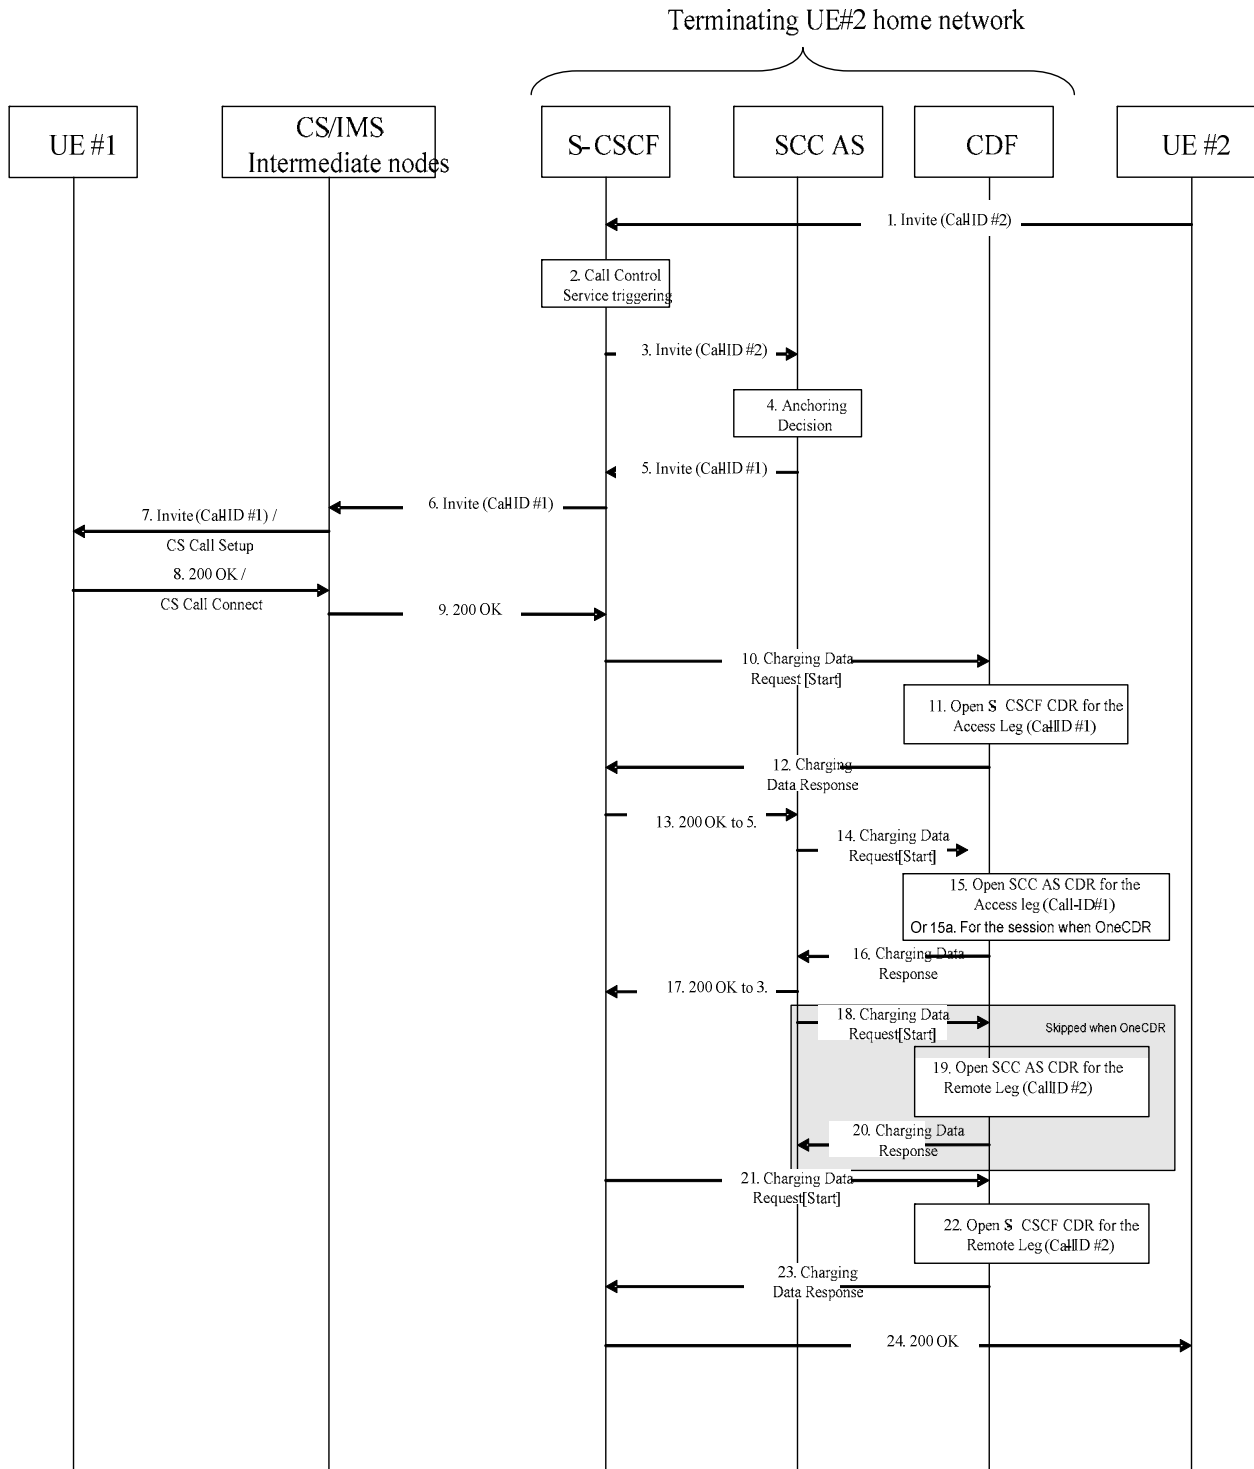 Terminating UE#2 home network
UE #1
CS/IMS
Intermediate nodes
S-CSCF
SCC AS
CDF
UE #2
1. Invite (Call-ID #2)
2. Call Control
Service triggering
3. Invite (Call-ID #2)
4. Anchoring
Decision
5. Invite (Call-ID #1)
6. Invite (Call-ID #1)
7. Invite (Call-ID #1) /
CS Call Setup
8. 200 OK /
CS Call Connect
9. 200 OK
10. Charging Data
Request [Start]
11. Open S CSCF CDR for the
Access Leg (Call-ID #1)
12. Charging
Data Response
13. 200 OK to 5.
14. Charging Data
Request[Start]
15. Open SCC AS CDR for the
Access leg (Call-ID#1)
Or 15a. For the session when OneCDR
16. Charging Data
Response
17. 200 OK to 3.
18. Charging Data
Request[Start]
Skipped when OneCDR
19. Open SCC AS CDR for the
Remote Leg (CallID #2)
20. Charging Data
Response
21. Charging Data
Request[Start]
22. Open S CSCF CDR for the
Remote Leg (Call-ID #2)
23. Charging
Data Response
24. 200 OK